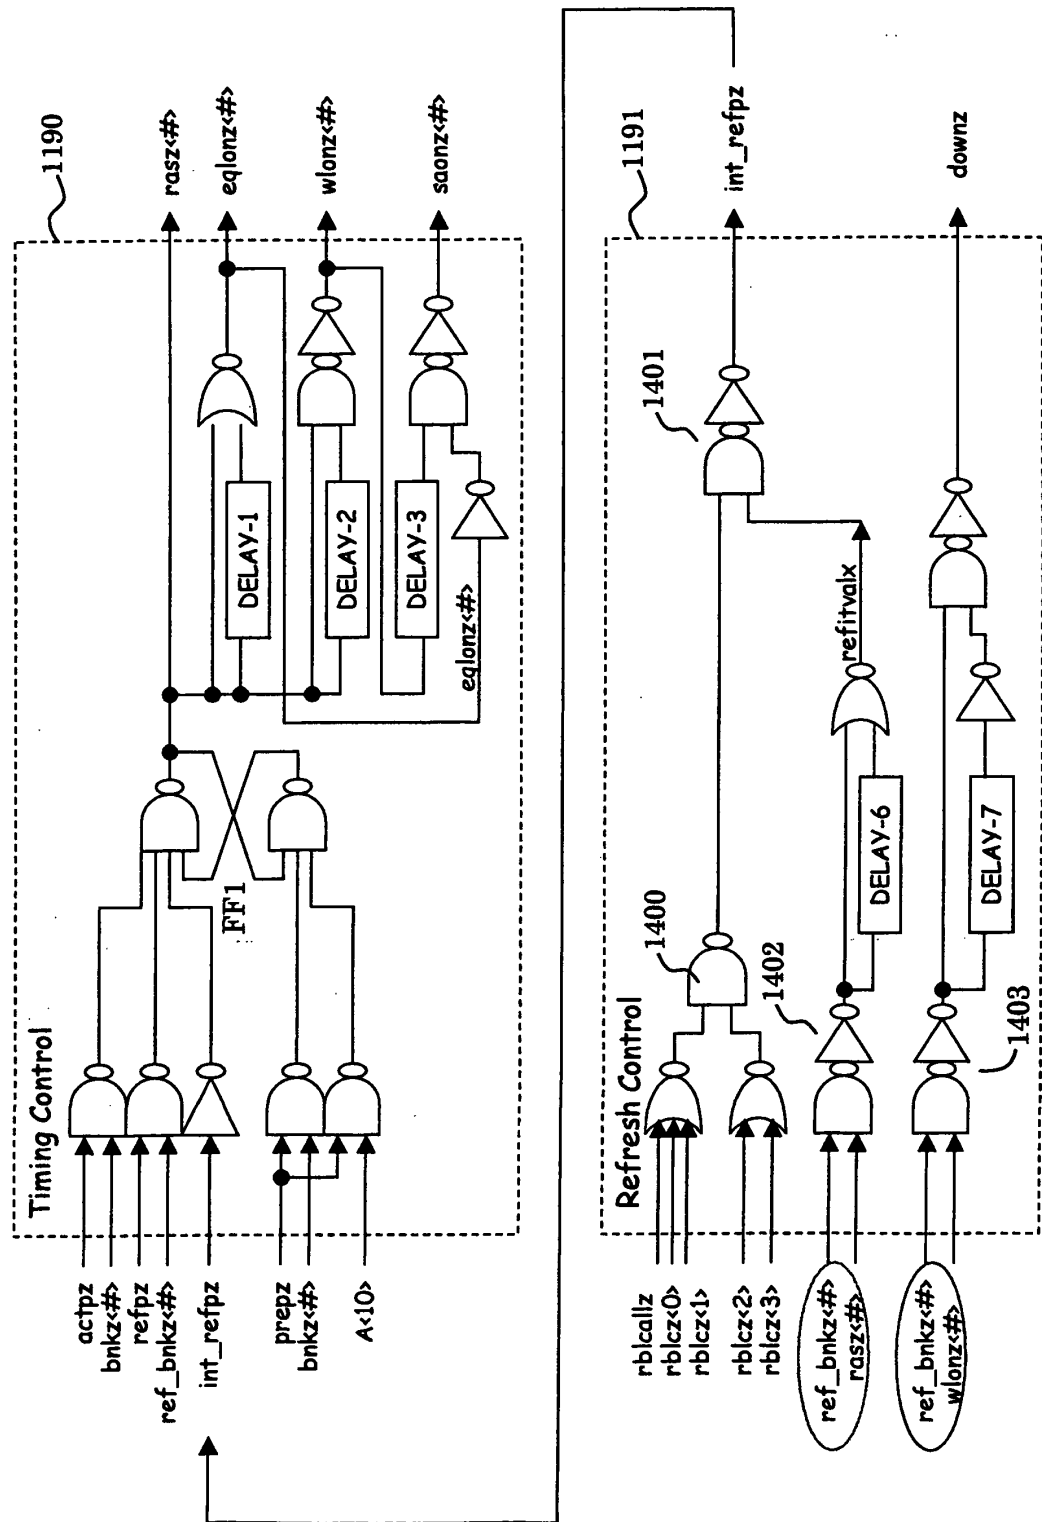 Timing Control
1190
actpz
bnkz<#>
refpz
ref_bnkz<#>
int_refpz
prepz
bnkz<#>
A<10>
FF1
DELAY-1
DELAY-2
DELAY-3
eqlonz<#>
rasz<#>
eqlonz<#>
wlonz<#>
saonz<#>
Refresh Control
1191
rblcallz
rblcz<0>
rblcz<1>
rblcz<2>
rblcz<3>
ref_bnkz<#>
rasz<#>
ref_bnkz<#>
wlonz<#>
1400
1401
1402
1403
DELAY-6
DELAY-7
refitvalx
int_refpz
downz